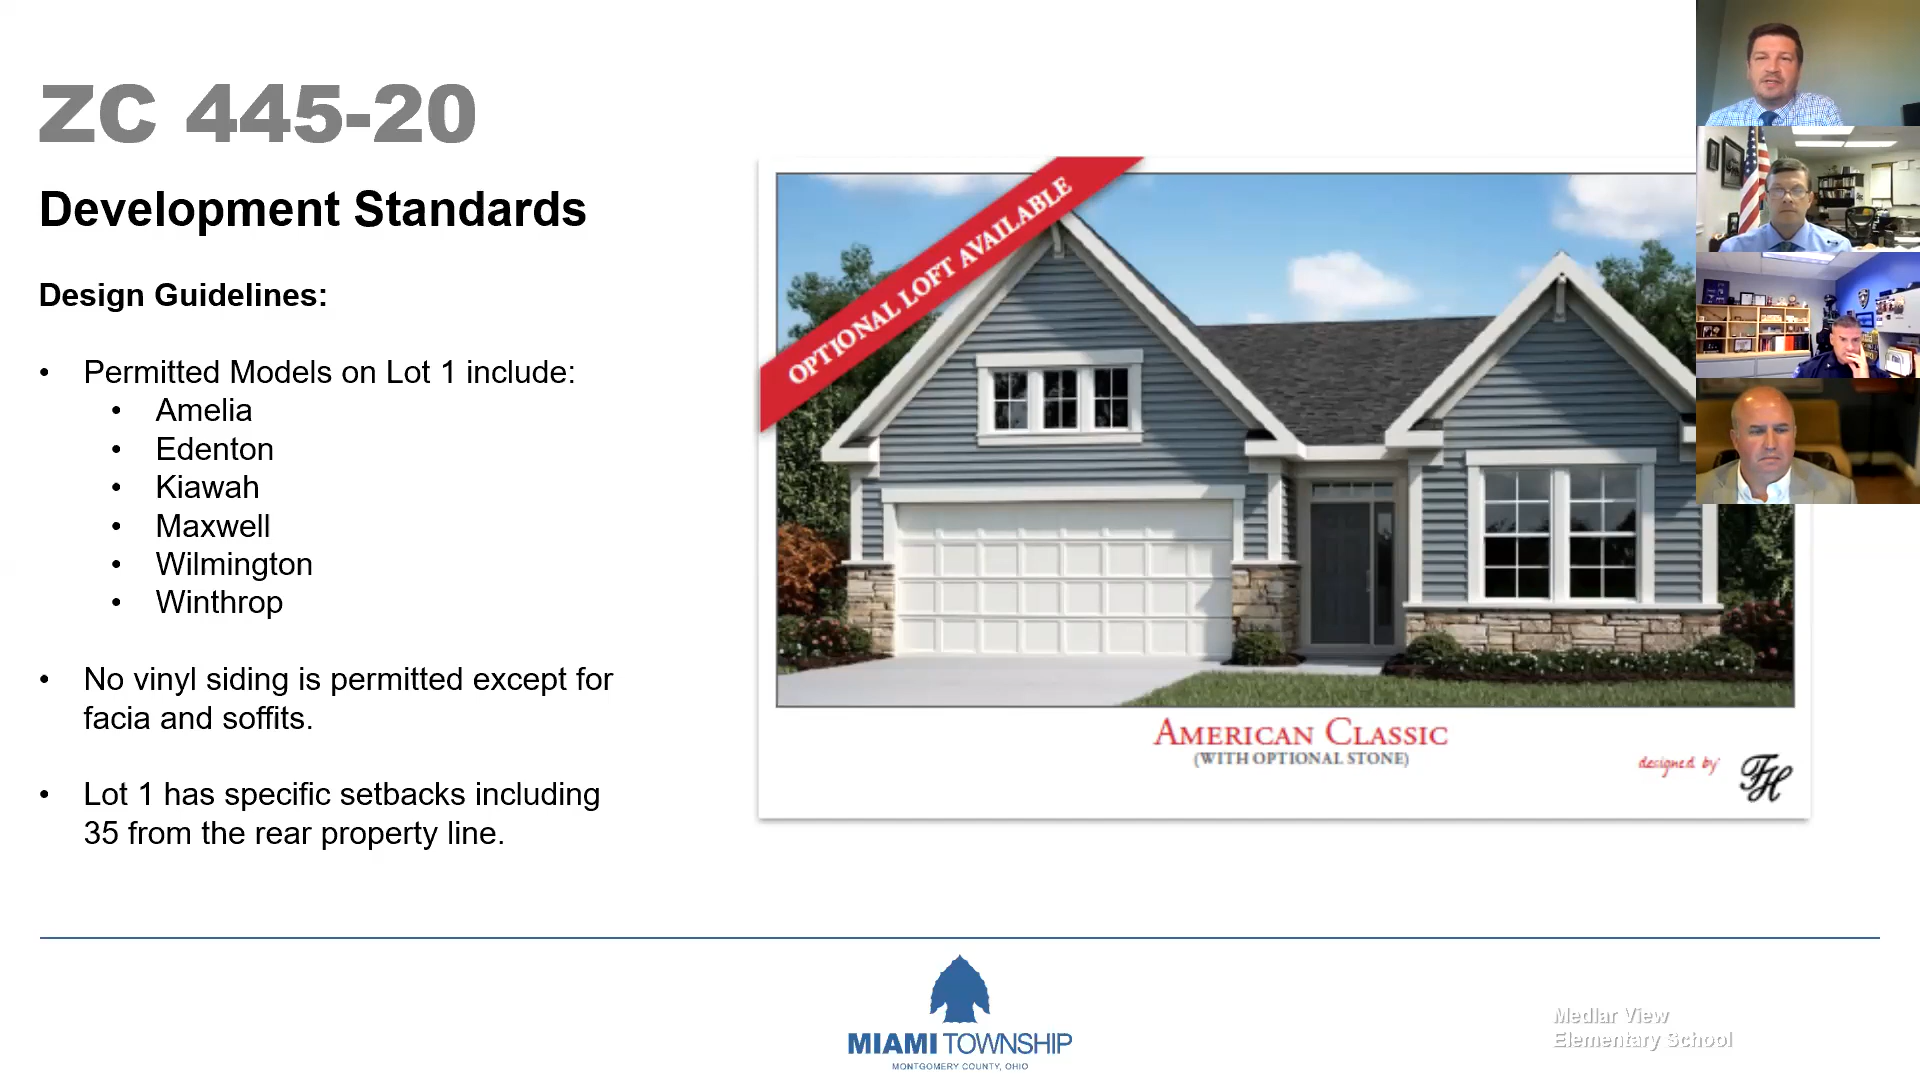 ZC 445-20
Development Standards
Design Guidelines:
• Permitted Models on Lot 1 include:
• Amelia
• Edenton
• Kiawah
• Maxwell
• Wilmington
• Winthrop
• No vinyl siding is permitted except for
facia and soffits.
• Lot 1 has specific setbacks including
35 from the rear property line.
OPTIONAL LOFT AVAILABLE
AMERICAN CLASSIC
(WITH OPTIONAL STONE)
designed by
FH
MIAMI TOWNSHIP
MONTGOMERY COUNTY, OHIO
Medlar View
Elementary School